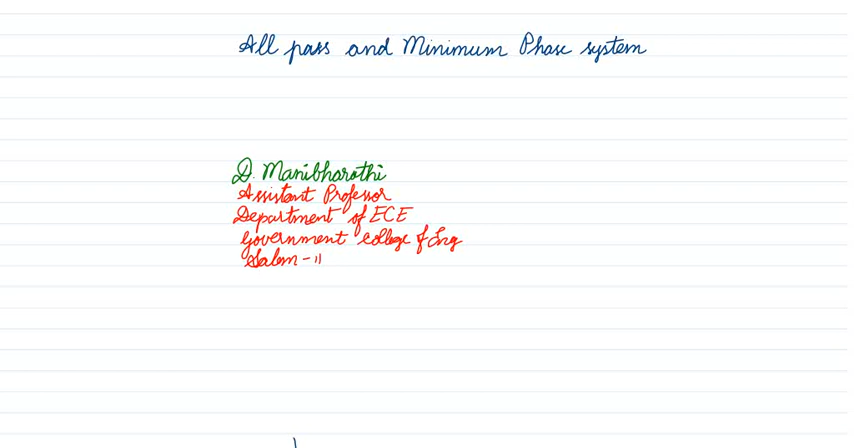 All pass and Minimum Phase system
D. Manibharathi
Assistant Professor
Department of ECE
Government College of Eng
Salem - 11